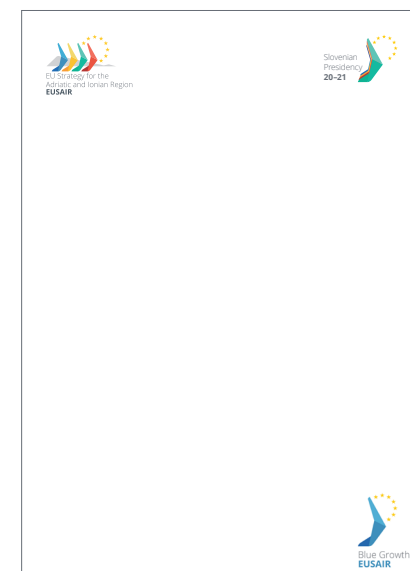 EU Strategy for the
Adriatic and Ionian Region
EUSAIR
Slovenian
Presidency
20–21
Blue Growth
EUSAIR